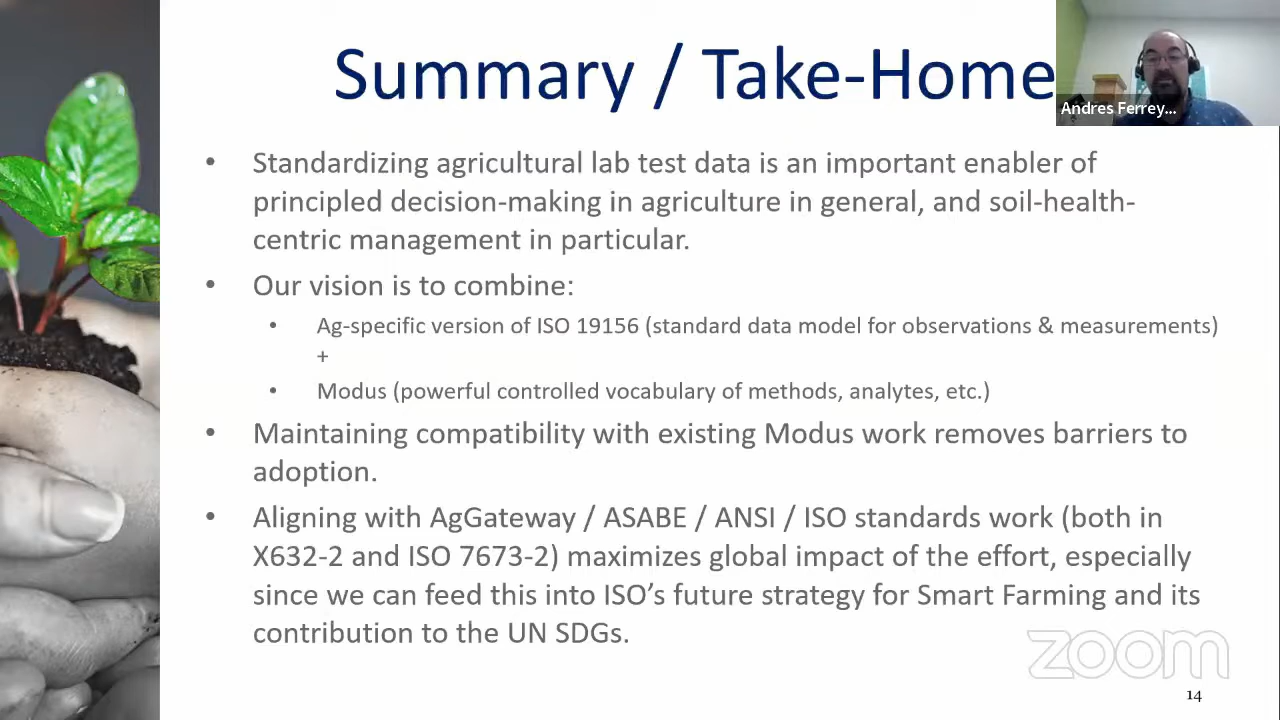 Summary / Take-Home
Andres Ferrey...
• Standardizing agricultural lab test data is an important enabler of
principled decision-making in agriculture in general, and soil-health-
centric management in particular.
• Our vision is to combine:
• Ag-specific version of ISO 19156 (standard data model for observations & measurements)
+
• Modus (powerful controlled vocabulary of methods, analytes, etc.)
• Maintaining compatibility with existing Modus work removes barriers to
adoption.
• Aligning with AgGateway / ASABE / ANSI / ISO standards work (both in
X632-2 and ISO 7673-2) maximizes global impact of the effort, especially
since we can feed this into ISO’s future strategy for Smart Farming and its
contribution to the UN SDGs.
zoom
14